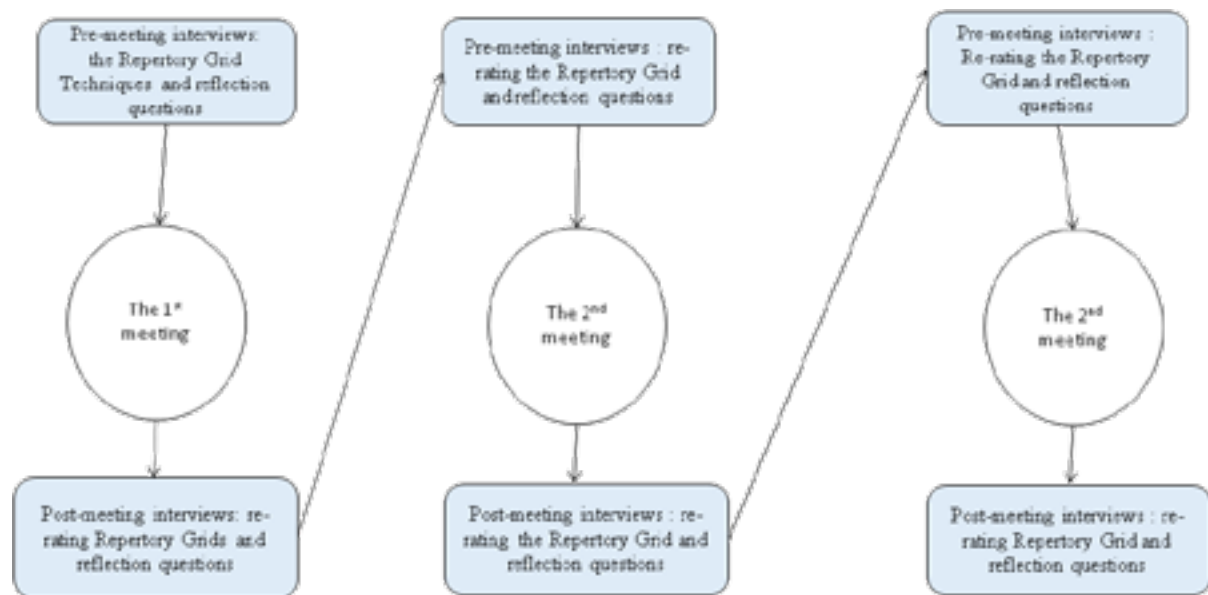 Pre-meeting interviews:
the Repertory Grid
Techniques and reflection
questions
The 1st
meeting
Post-meeting interviews: re-
rating Repertory Grids and
reflection questions
Pre-meeting interviews : re-
rating the Repertory Grid
and reflection questions
The 2nd
meeting
Post-meeting interviews : re-
rating the Repertory Grid and
reflection questions
Pre-meeting interviews :
Re-rating the Repertory
Grid and reflection
questions
The 2nd
meeting
Post-meeting interviews : re-
rating Repertory Grid and
reflection questions